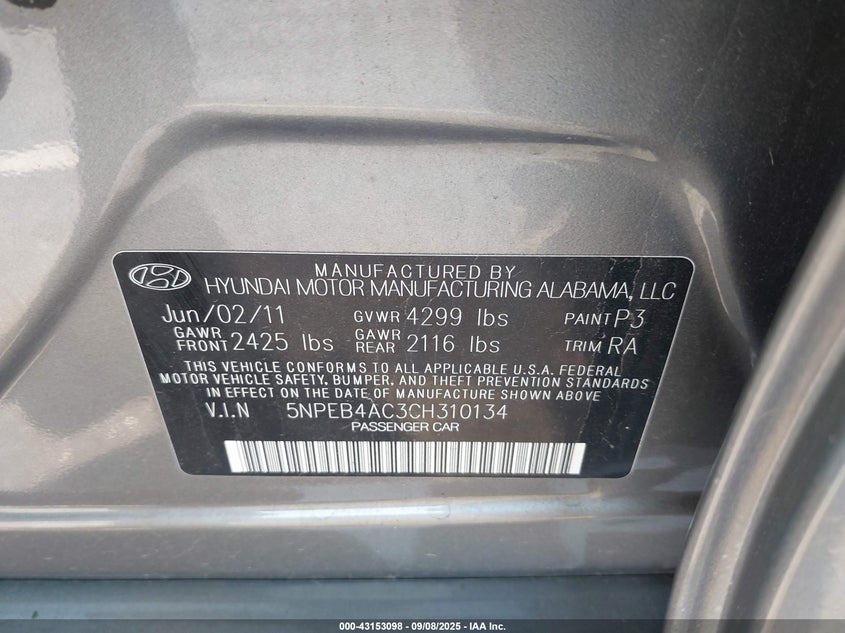 MANUFACTURED BY
HYUNDAI MOTOR MANUFACTURING ALABAMA, LLC
Jun/02/11 GVWR 4299 lbs PAINT P3
GAWR FRONT 2425 lbs GAWR REAR 2116 lbs TRIM RA
THIS VEHICLE CONFORMS TO ALL APPLICABLE U.S.A. FEDERAL
MOTOR VEHICLE SAFETY, BUMPER, AND THEFT PREVENTION STANDARDS
IN EFFECT ON THE DATE OF MANUFACTURE SHOWN ABOVE
V.I.N 5NPEB4AC3CH310134
PASSENGER CAR
000-43153098 - 09/08/2025 - IAA Inc.